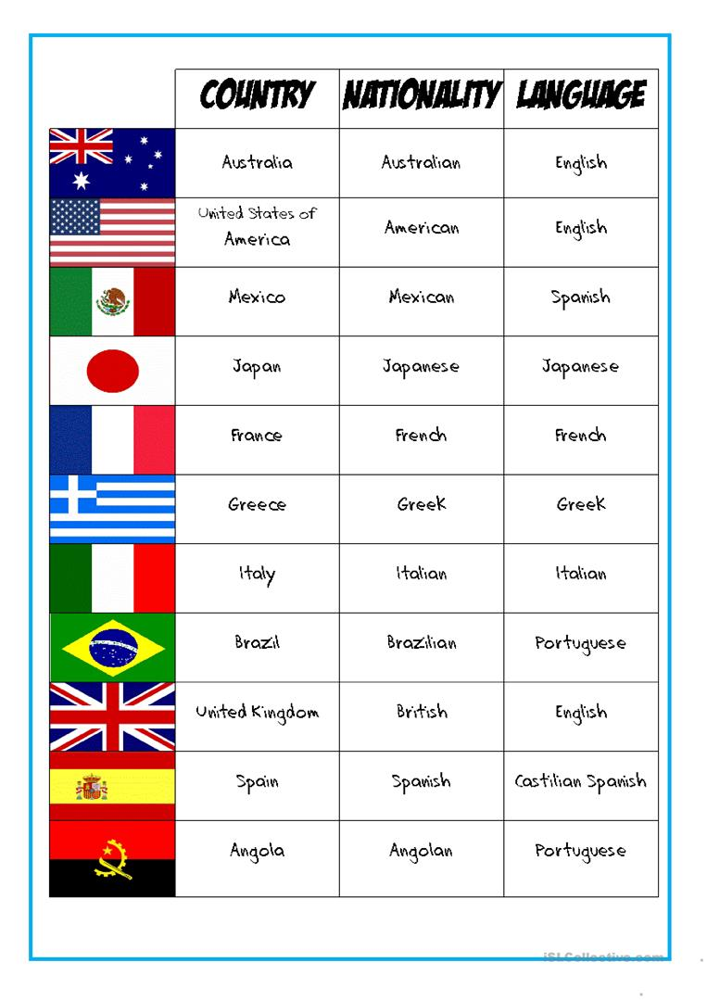 COUNTRY NATIONALITY LANGUAGE
Australia Australian English
United States of
America American English
Mexico Mexican Spanish
Japan Japanese Japanese
France French French
Greece Greek Greek
Italy Italian Italian
Brazil Brazilian Portuguese
United Kingdom British English
Spain Spanish Castilian Spanish
Angola Angolan Portuguese
iSLCollective.com